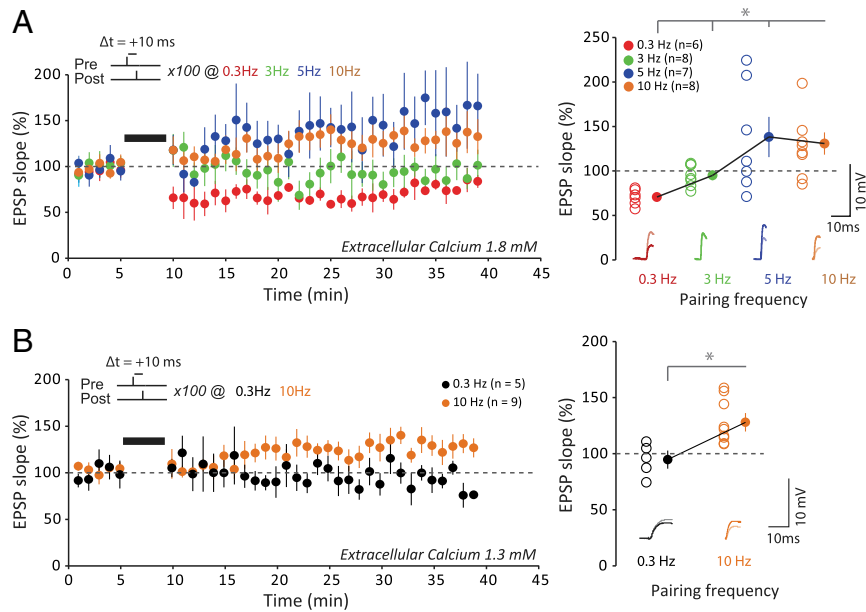 A
Δt = +10 ms
Pre
Post
x100 @ 0.3Hz 3Hz 5Hz 10Hz
200
150
100
50
0
EPSP slope (%)
Extracellular Calcium 1.8 mM
0 5 10 15 20 25 30 35 40 45
Time (min)
*
0.3 Hz (n=6)
3 Hz (n=8)
5 Hz (n=7)
10 Hz (n=8)
250
200
150
100
50
0
EPSP slope (%)
10 mV
10ms
0.3 Hz 3 Hz 5 Hz 10 Hz
Pairing frequency
B
Δt = +10 ms
Pre
Post
x100 @ 0.3Hz 10Hz
0.3 Hz (n = 5)
10 Hz (n = 9)
200
150
100
50
0
EPSP slope (%)
Extracellular Calcium 1.3 mM
0 5 10 15 20 25 30 35 40 45
Time (min)
*
200
150
100
50
0
EPSP slope (%)
10 mV
10ms
0.3 Hz 10 Hz
Pairing frequency